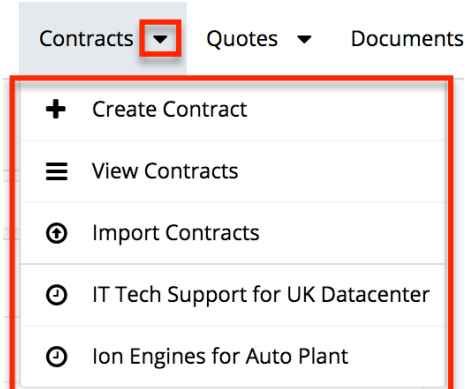 Contracts Quotes Documents
Create Contract
View Contracts
Import Contracts
IT Tech Support for UK Datacenter
Ion Engines for Auto Plant